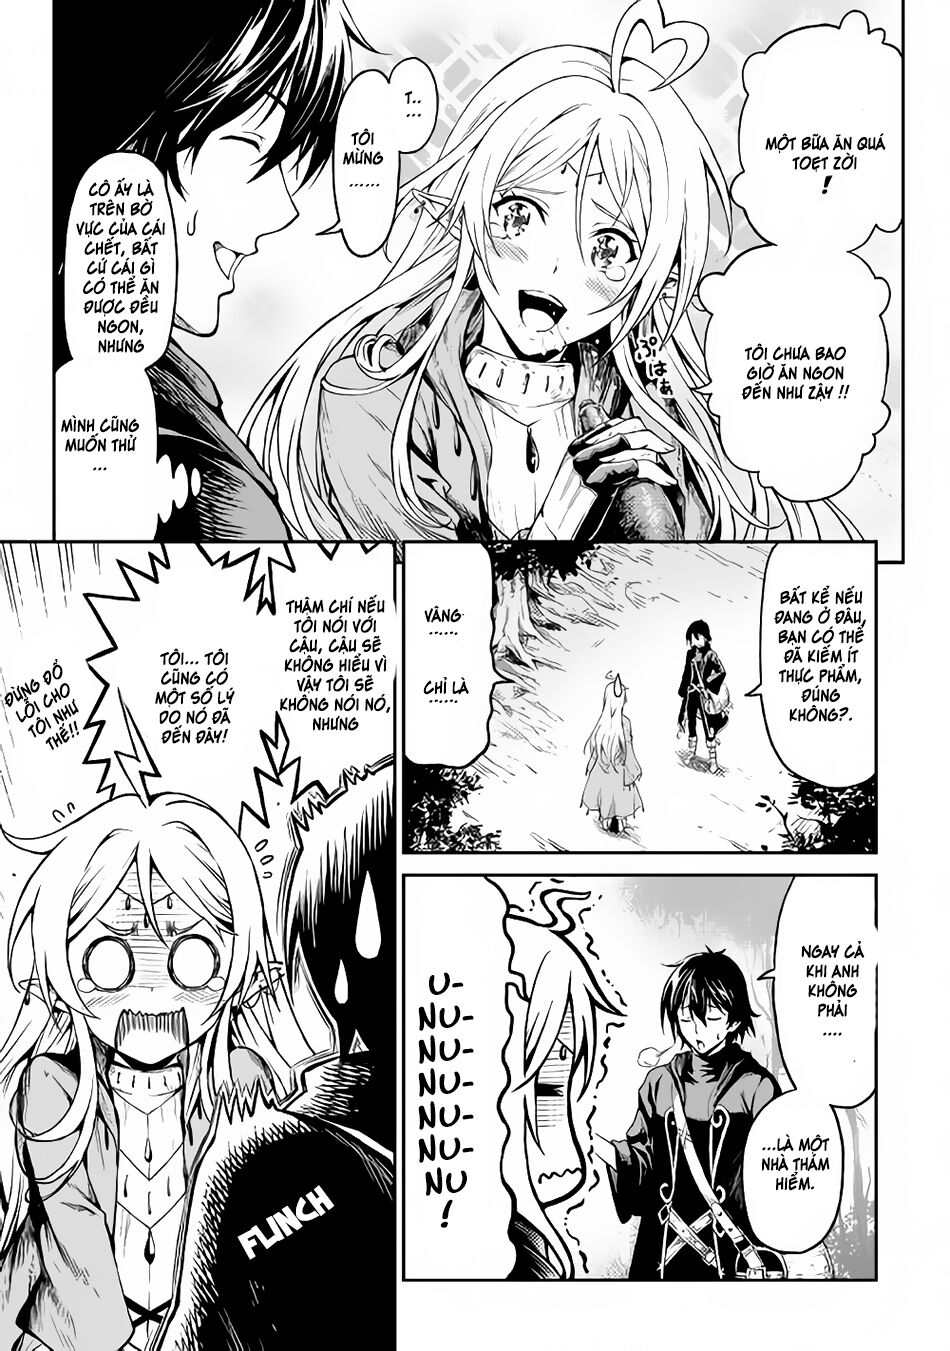 MỘT BỮA ĂN QUÁ
TOẸT ZỜI
!
TÔI CHƯA BAO
GIỜ ĂN NGON
ĐẾN NHƯ ZẬY !!
ぷはぁ
T..
.....
TÔI
MỪNG
......
CÔ ẤY LÀ
TRÊN BỜ
VỰC CỦA CÁI
CHẾT, BẤT
CỨ CÁI GÌ
CÓ THỂ ĂN
ĐƯỢC ĐỀU
NGON,
NHƯNG
MÌNH CŨNG
MUỐN THỬ
...
BẤT KỂ NẾU
ĐANG Ở ĐÂU,
BẠN CÓ THỂ
ĐÃ KIẾM ÍT
THỰC PHẨM,
ĐÚNG
KHÔNG?.
VÂNG
......
CHỈ LÀ
NGAY CẢ
KHI ANH
KHÔNG
PHẢI
....
...LÀ MỘT
NHÀ THÁM
HIỂM.
U-
NU-
NU-
NU-
NU-
NU-
NU
!
THẬM CHÍ NẾU
TÔI NÓI VỚI
CẬU, CẬU SẼ
KHÔNG HIỂU VÌ
VẬY TÔI SẼ
KHÔNG NÓI NÓ,
NHƯNG
TÔI... TÔI
CŨNG CÓ
MỘT SỐ LÝ
DO NÓ ĐÃ
ĐẾN ĐÂY!
ĐỪNG ĐỔ
LỖI CHO
TÔI NHƯ
THẾ!!
FLINCH